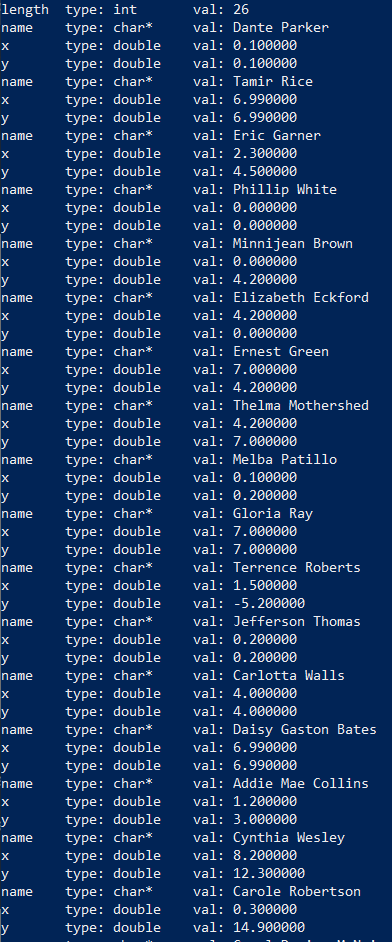 length type: int val: 26
name type: char* val: Dante Parker
x type: double val: 0.100000
y type: double val: 0.100000
name type: char* val: Tamir Rice
x type: double val: 6.990000
y type: double val: 6.990000
name type: char* val: Eric Garner
x type: double val: 2.300000
y type: double val: 4.500000
name type: char* val: Phillip White
x type: double val: 0.000000
y type: double val: 0.000000
name type: char* val: Minnijean Brown
x type: double val: 0.000000
y type: double val: 4.200000
name type: char* val: Elizabeth Eckford
x type: double val: 4.200000
y type: double val: 0.000000
name type: char* val: Ernest Green
x type: double val: 7.000000
y type: double val: 4.200000
name type: char* val: Thelma Mothershed
x type: double val: 4.200000
y type: double val: 7.000000
name type: char* val: Melba Patillo
x type: double val: 0.100000
y type: double val: 0.200000
name type: char* val: Gloria Ray
x type: double val: 7.000000
y type: double val: 7.000000
name type: char* val: Terrence Roberts
x type: double val: 1.500000
y type: double val: -5.200000
name type: char* val: Jefferson Thomas
x type: double val: 0.200000
y type: double val: 0.200000
name type: char* val: Carlotta Walls
x type: double val: 4.000000
y type: double val: 4.000000
name type: char* val: Daisy Gaston Bates
x type: double val: 6.990000
y type: double val: 6.990000
name type: char* val: Addie Mae Collins
x type: double val: 1.200000
y type: double val: 3.000000
name type: char* val: Cynthia Wesley
x type: double val: 8.200000
y type: double val: 12.300000
name type: char* val: Carole Robertson
x type: double val: 0.300000
y type: double val: 14.900000